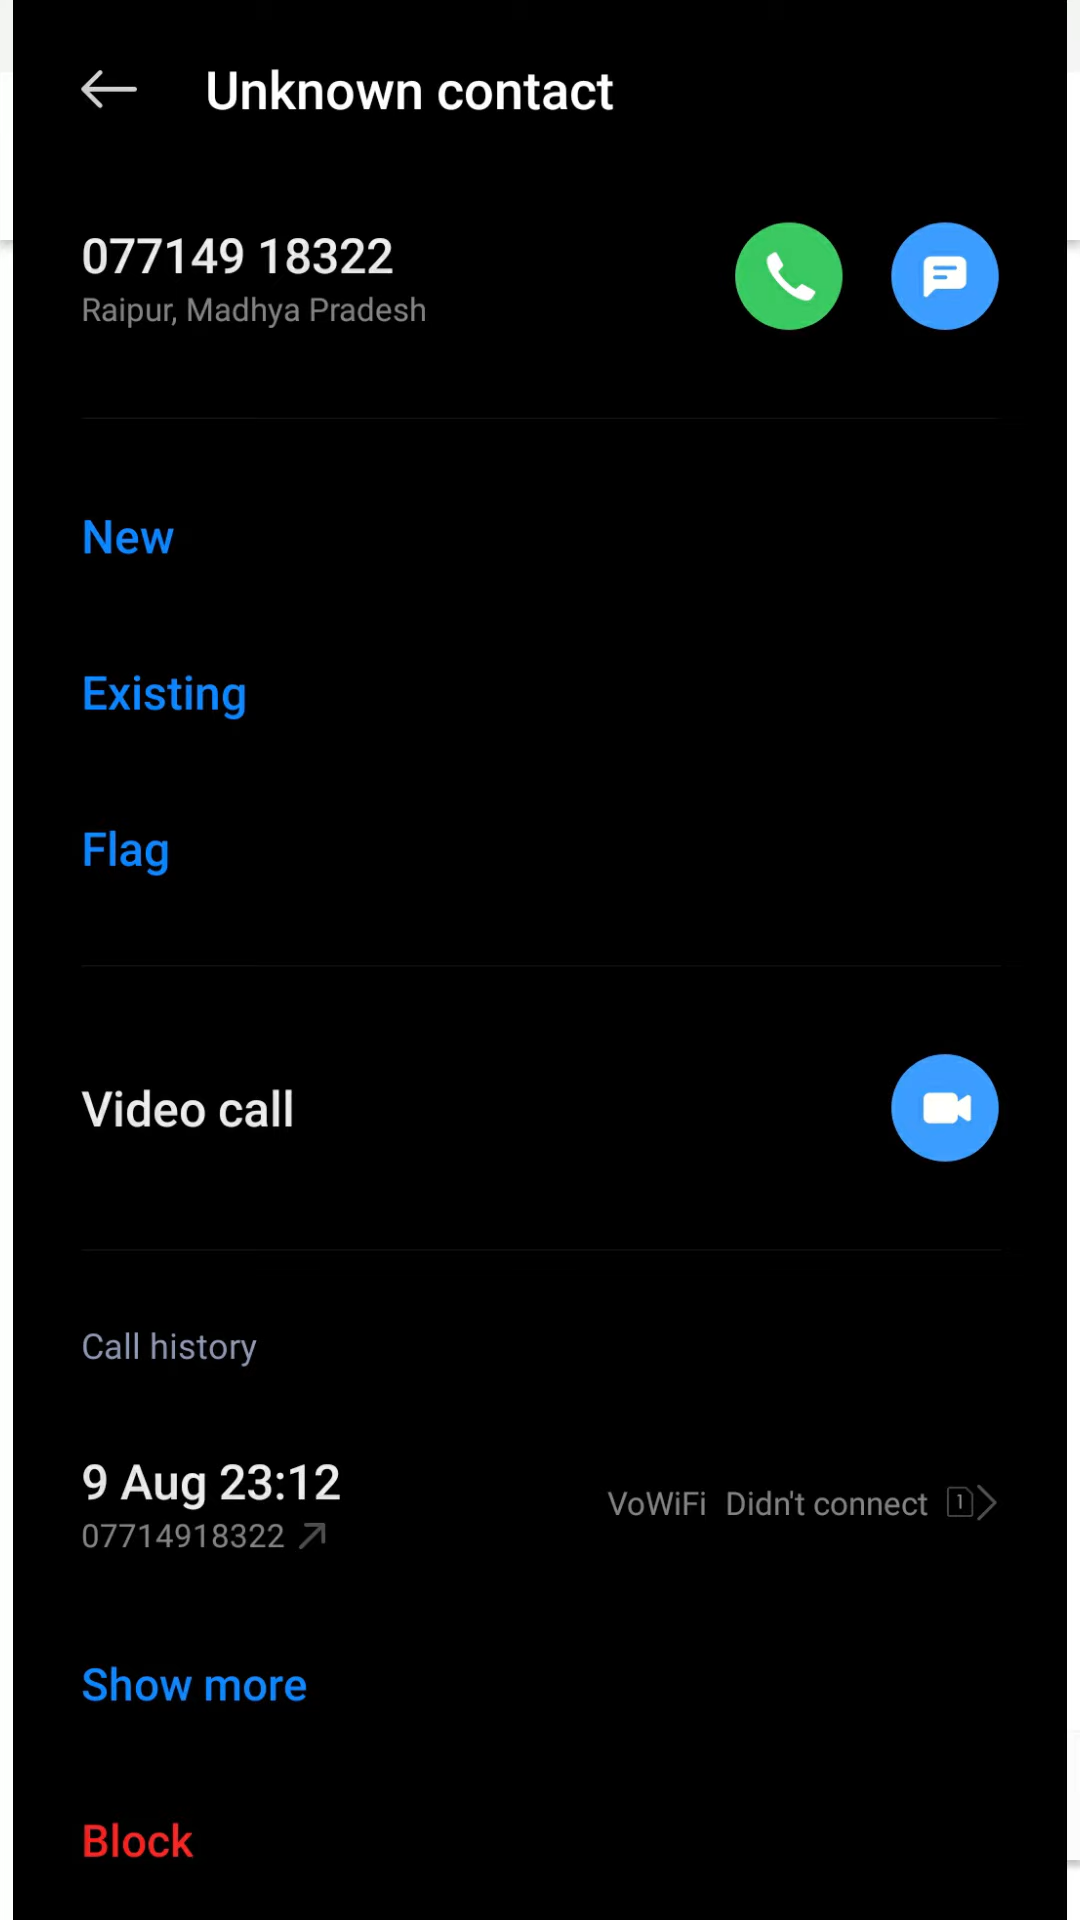 Unknown contact
077149 18322
Raipur, Madhya Pradesh
New
Existing
Flag
Video call
Call history
9 Aug 23:12
07714918322
VoWiFi Didn't connect 1
Show more
Block